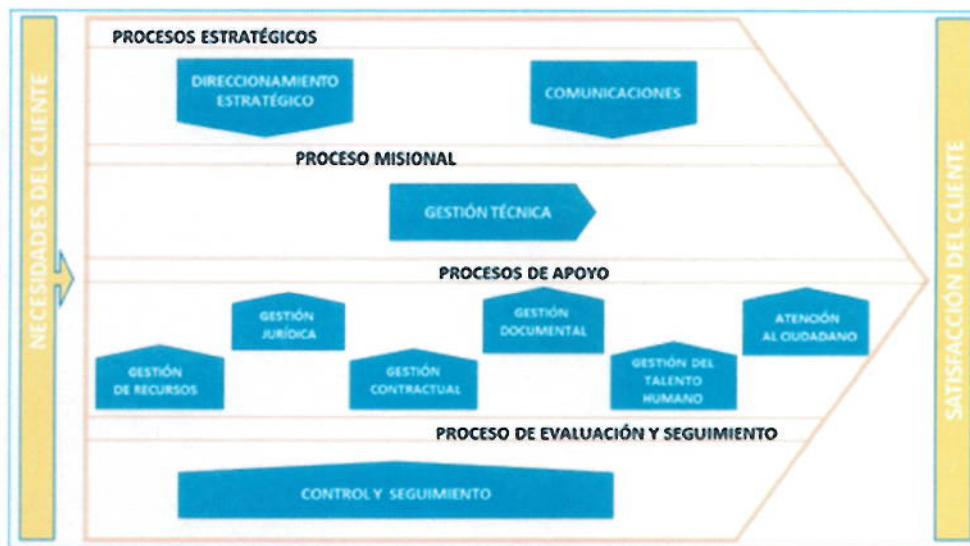 NECESIDADES DEL CLIENTE
PROCESOS ESTRATÉGICOS
DIRECCIONAMIENTO
ESTRATÉGICO
COMUNICACIONES
PROCESO MISIONAL
GESTIÓN TÉCNICA
PROCESOS DE APOYO
GESTIÓN
DE RECURSOS
GESTIÓN
JURÍDICA
GESTIÓN
CONTRACTUAL
GESTIÓN
DOCUMENTAL
GESTIÓN DEL
TALENTO
HUMANO
ATENCIÓN
AL CIUDADANO
PROCESO DE EVALUACIÓN Y SEGUIMIENTO
CONTROL Y SEGUIMIENTO
SATISFACCIÓN DEL CLIENTE